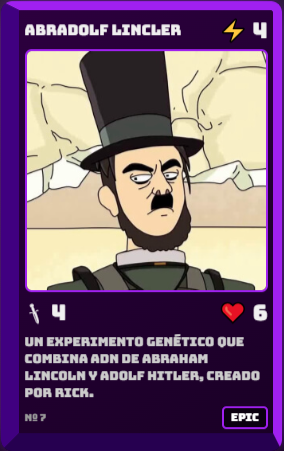 ABRADOLF LINCLER ⚡ 4
4 ❤ 6
UN EXPERIMENTO GENÉTICO QUE
COMBINA ADN DE ABRAHAM
LINCOLN Y ADOLF HITLER, CREADO
POR RICK.
Nº 7 EPIC